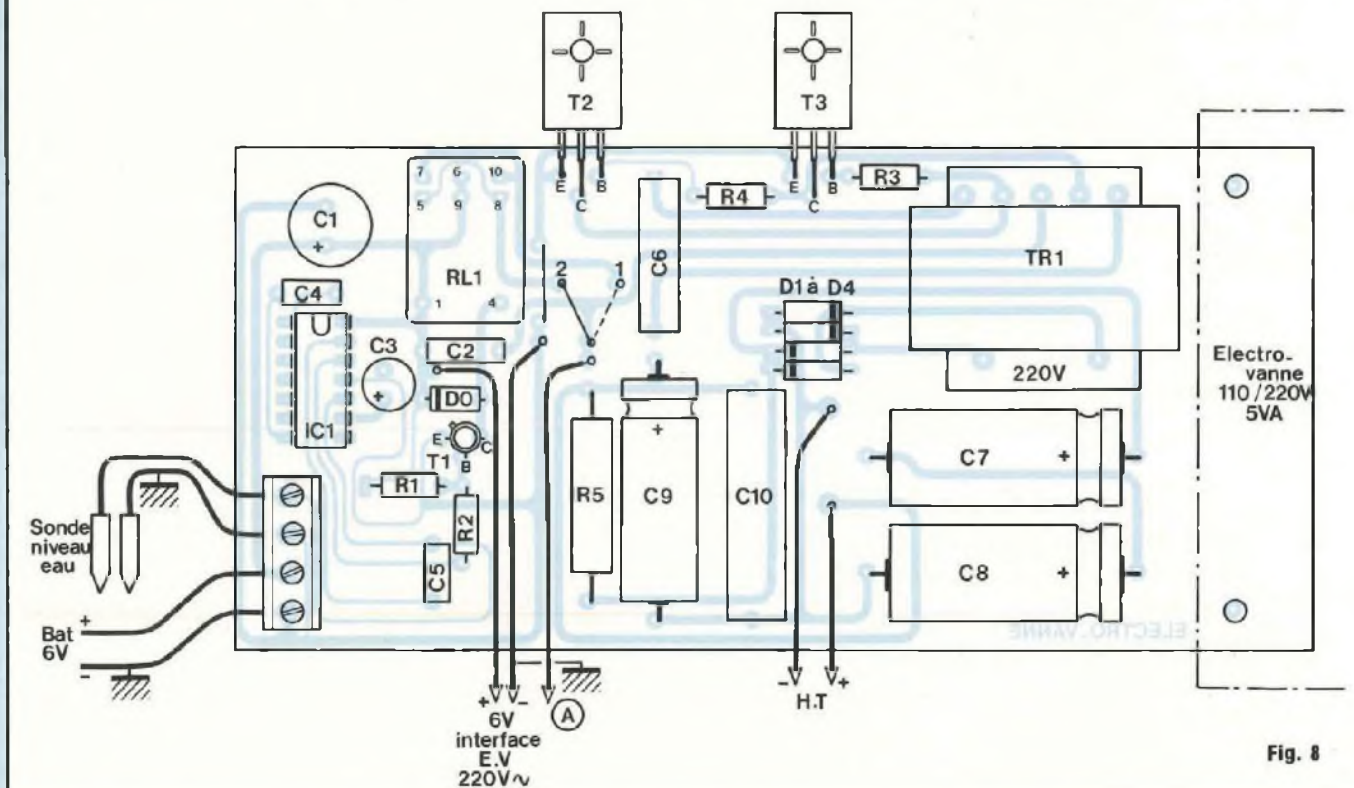 T2
T3
E
C
B
E
C
B
R4
R3
C1
+
7
6
10
5
9
8
RL1
1
4
2
1
C6
D1 à D4
TR1
220V
C4
IC1
C3
+
C2
D0
E
C
B
T1
R1
R2
C5
R5
+
C9
C10
C7
+
C8
+
Electro-
vanne
110/220V
5VA
Sonde
niveau
eau
+
Bat
6V
-
+
-
6V
interface
E.V
220V∿
A
-
+
H.T
ELECTRO.VANNE
Fig. 8